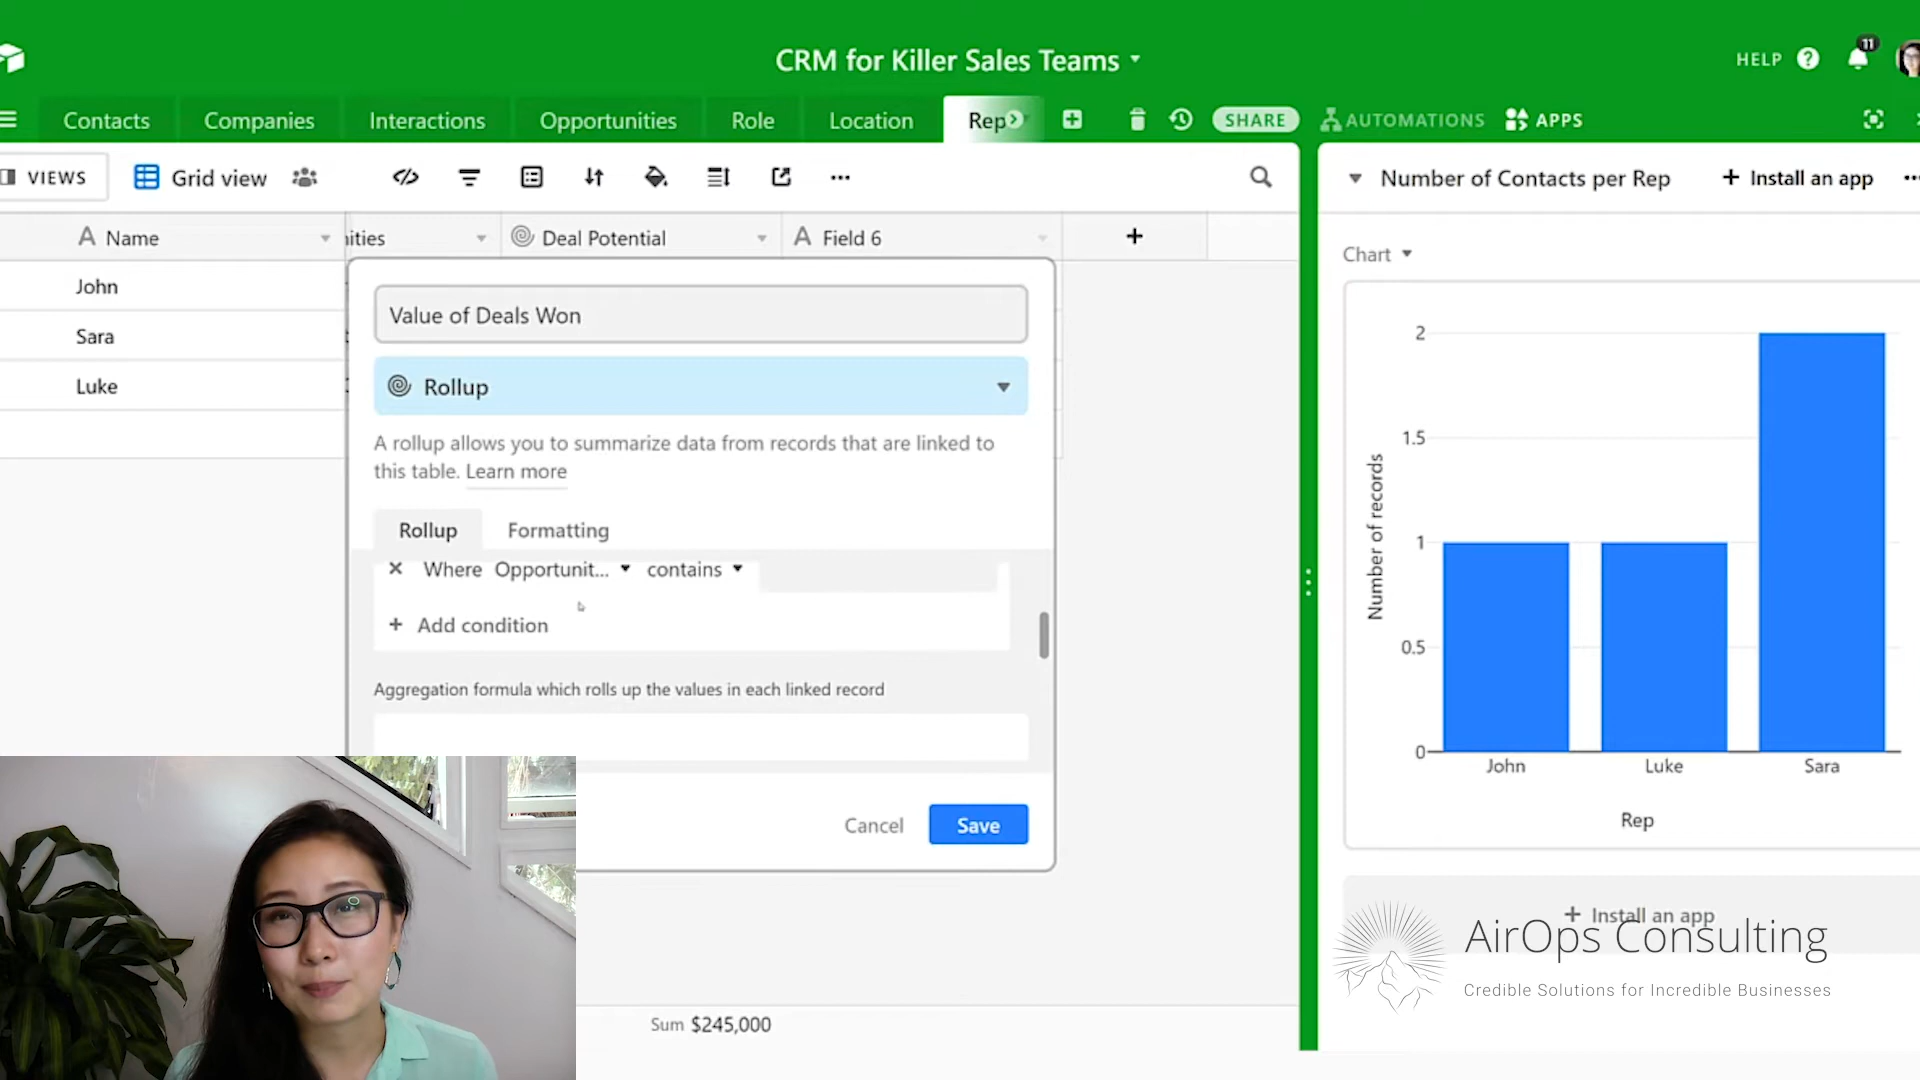 CRM for Killer Sales Teams
HELP
11
Contacts
Companies
Interactions
Opportunities
Role
Location
Rep
SHARE
AUTOMATIONS
APPS
VIEWS
Grid view
Number of Contacts per Rep
+ Install an app
A Name
ities
Deal Potential
A Field 6
+
John
Sara
Luke
Value of Deals Won
Rollup
A rollup allows you to summarize data from records that are linked to
this table. Learn more
Rollup
Formatting
Where Opportunit... contains
+ Add condition
Aggregation formula which rolls up the values in each linked record
Cancel
Save
Sum $245,000
Chart
Number of records
2
1.5
1
0.5
0
John
Luke
Sara
Rep
+ Install an app
AirOps Consulting
Credible Solutions for Incredible Businesses